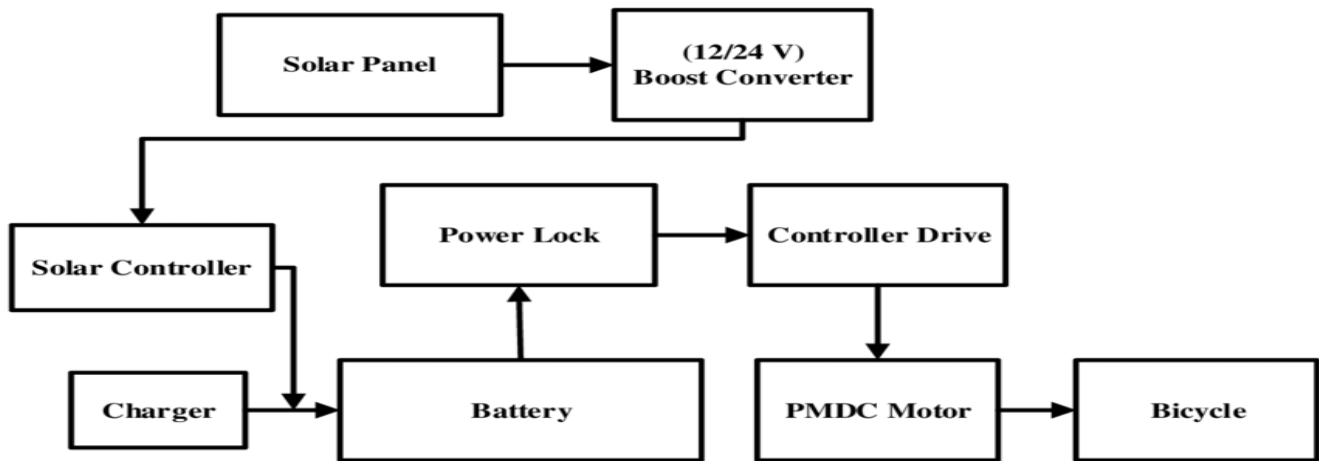 Solar Panel
(12/24 V)
Boost Converter
Power Lock
Controller Drive
Solar Controller
Charger
Battery
PMDC Motor
Bicycle